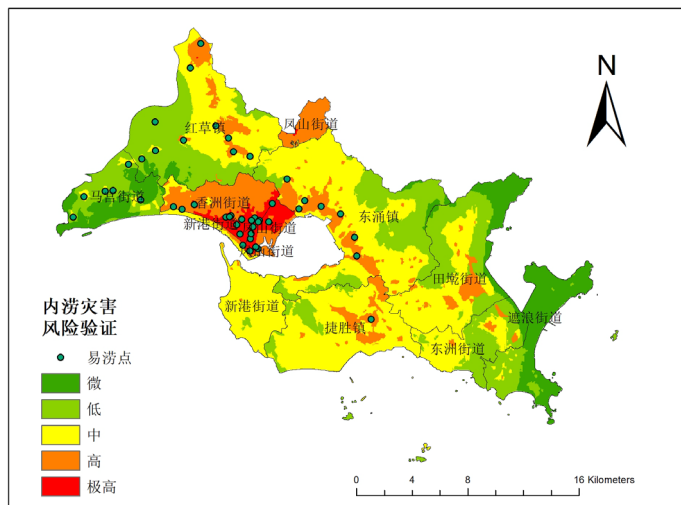 N
红草镇
凤山街道
马宫街道
香洲街道
新港街道
山街道
东涌镇
田墘街道
新港街道
捷胜镇
遮浪街道
东洲街道
内涝灾害
风险验证
易涝点
微
低
中
高
极高
0 4 8 16 Kilometers